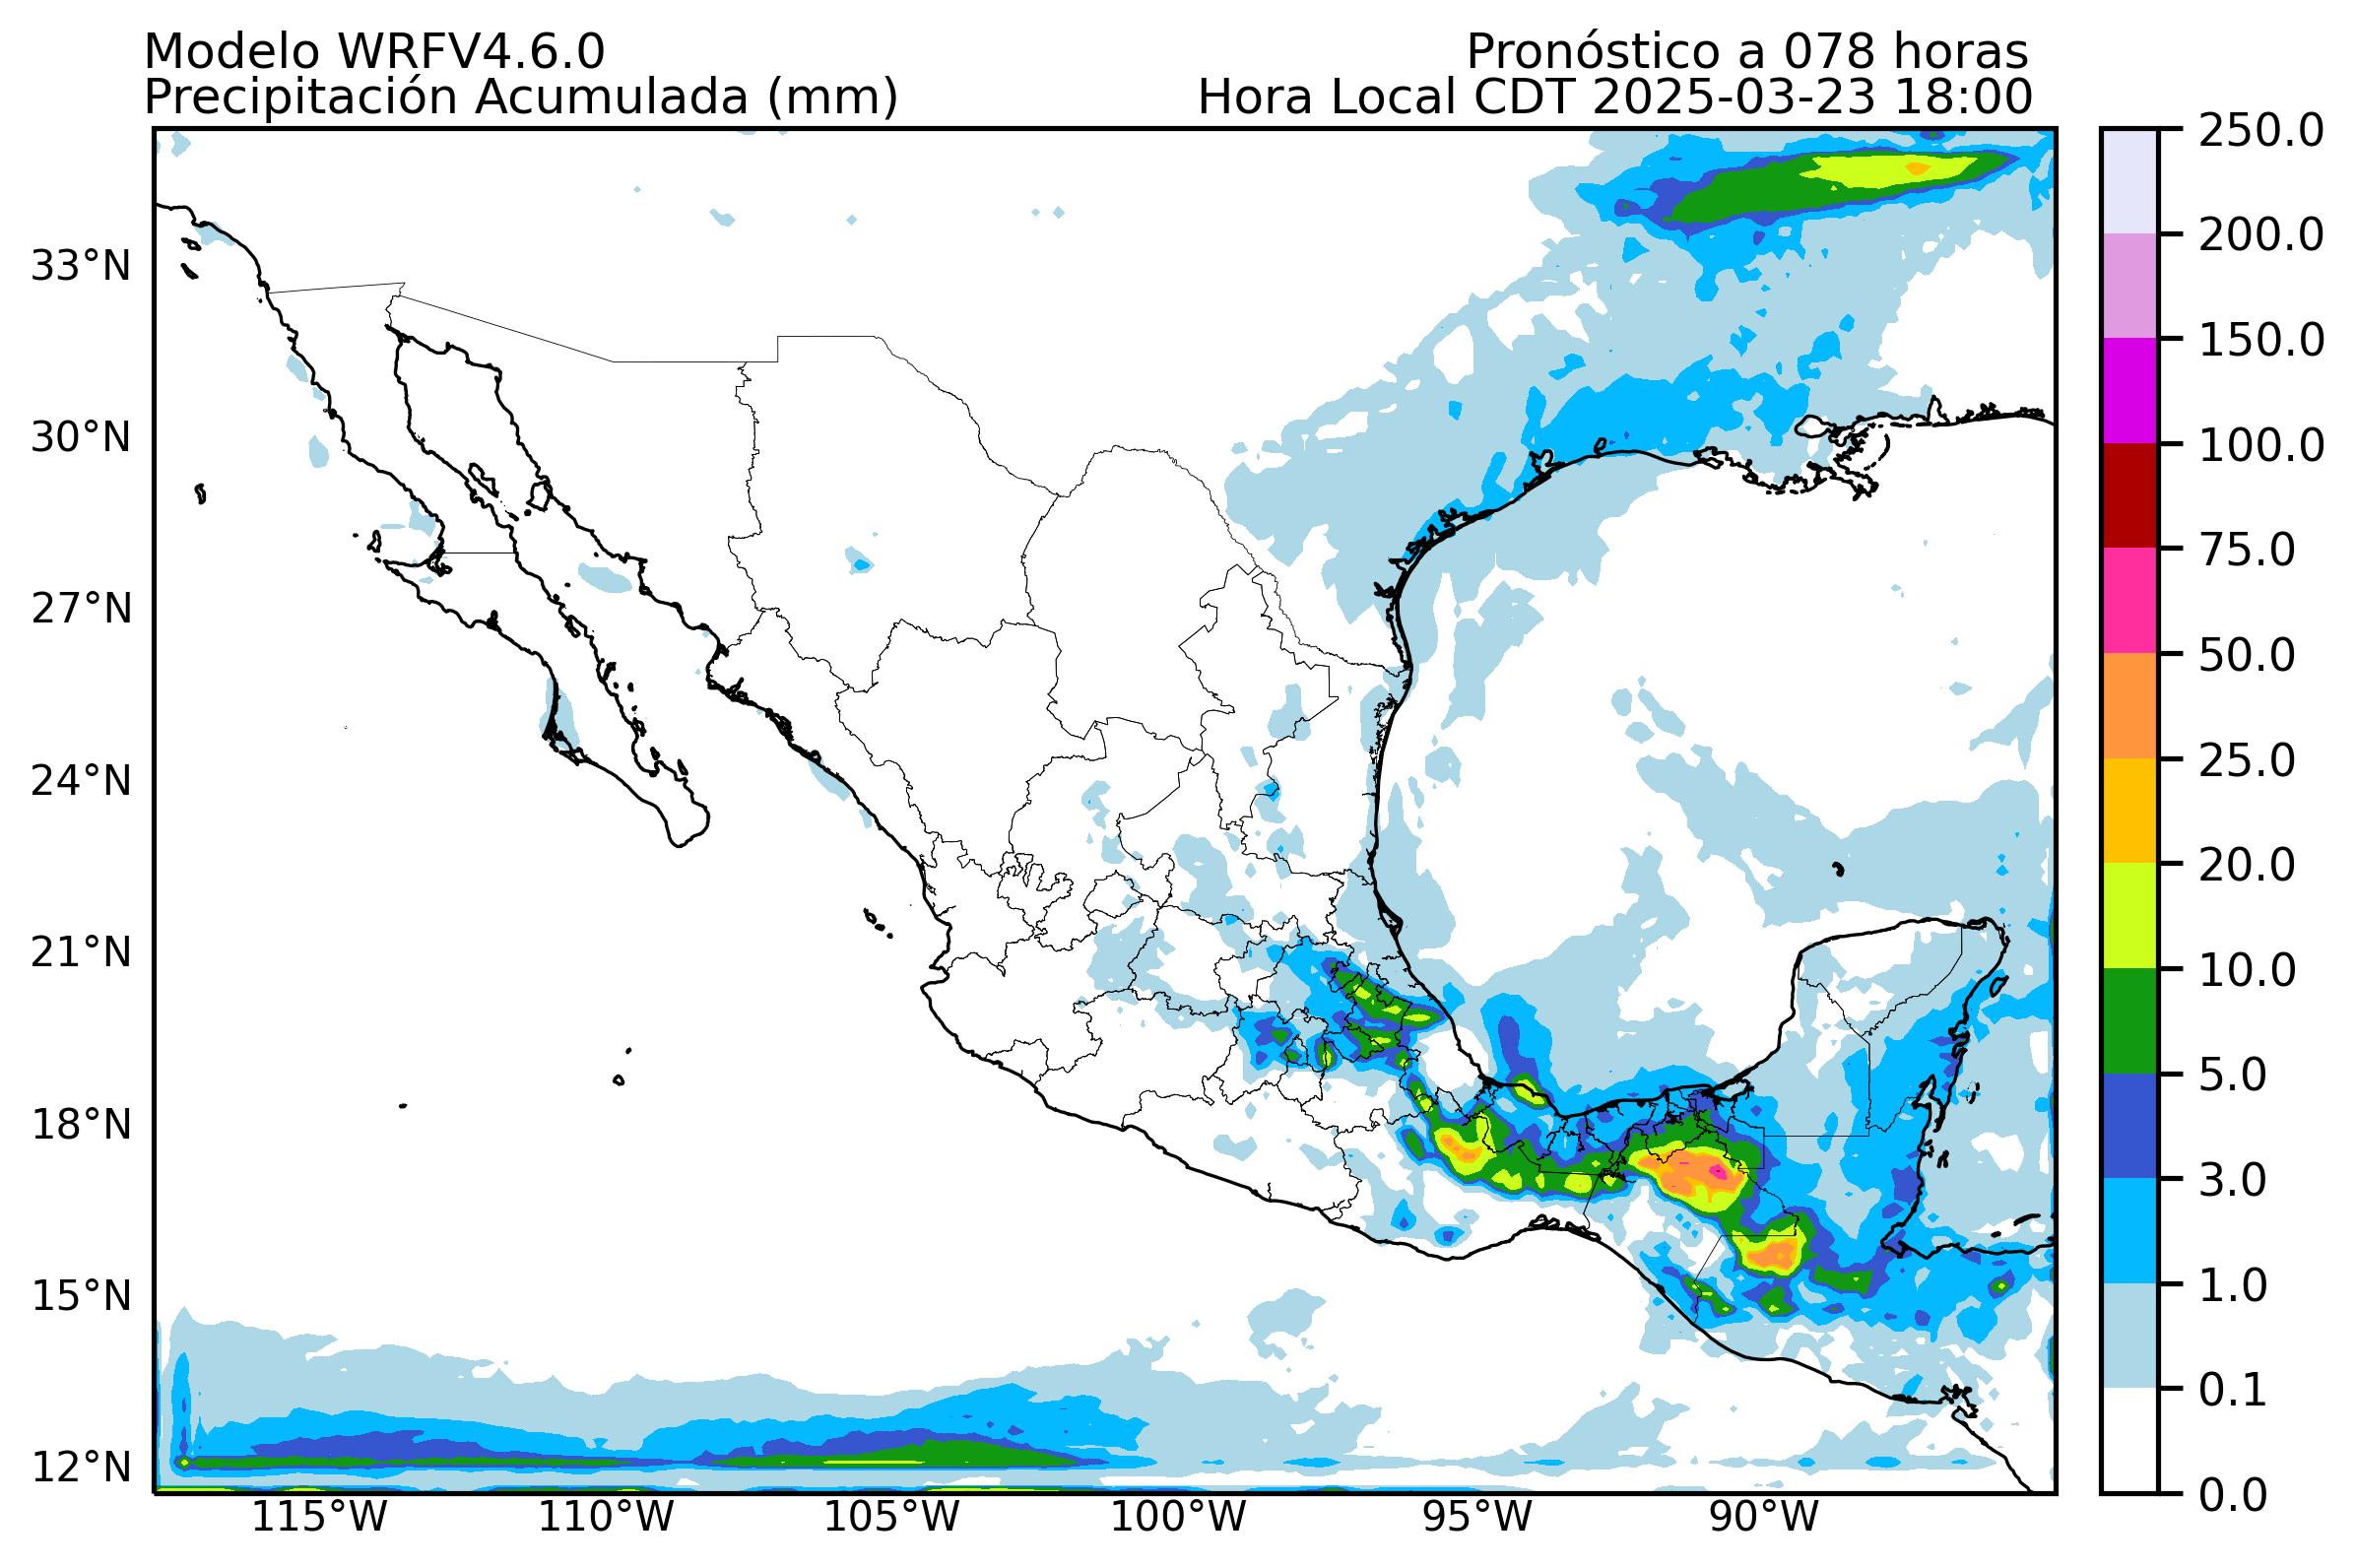 Modelo WRFV4.6.0
Pronóstico a 078 horas
Precipitación Acumulada (mm)
Hora Local CDT 2025-03-23 18:00
33°N
30°N
27°N
24°N
21°N
18°N
15°N
12°N
115°W
110°W
105°W
100°W
95°W
90°W
250.0
200.0
150.0
100.0
75.0
50.0
25.0
20.0
10.0
5.0
3.0
1.0
0.1
0.0